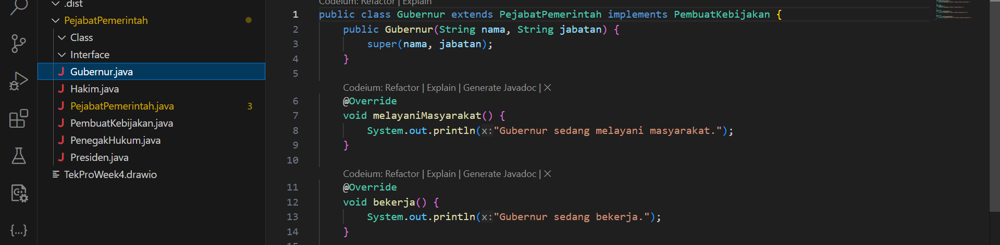 .dist
PejabatPemerintah
Class
Interface
Gubernur.java
Hakim.java
PejabatPemerintah.java 3
PembuatKebijakan.java
PenegakHukum.java
Presiden.java
TekProWeek4.drawio
Codeium: Refactor | Explain
1 public class Gubernur extends PejabatPemerintah implements PembuatKebijakan {
2 public Gubernur(String nama, String jabatan) {
3 super(nama, jabatan);
4 }
5
Codeium: Refactor | Explain | Generate Javadoc | ×
6 @Override
7 void melayaniMasyarakat() {
8 System.out.println(x:"Gubernur sedang melayani masyarakat.");
9 }
10
Codeium: Refactor | Explain | Generate Javadoc | ×
11 @Override
12 void bekerja() {
13 System.out.println(x:"Gubernur sedang bekerja.");
14 }
15